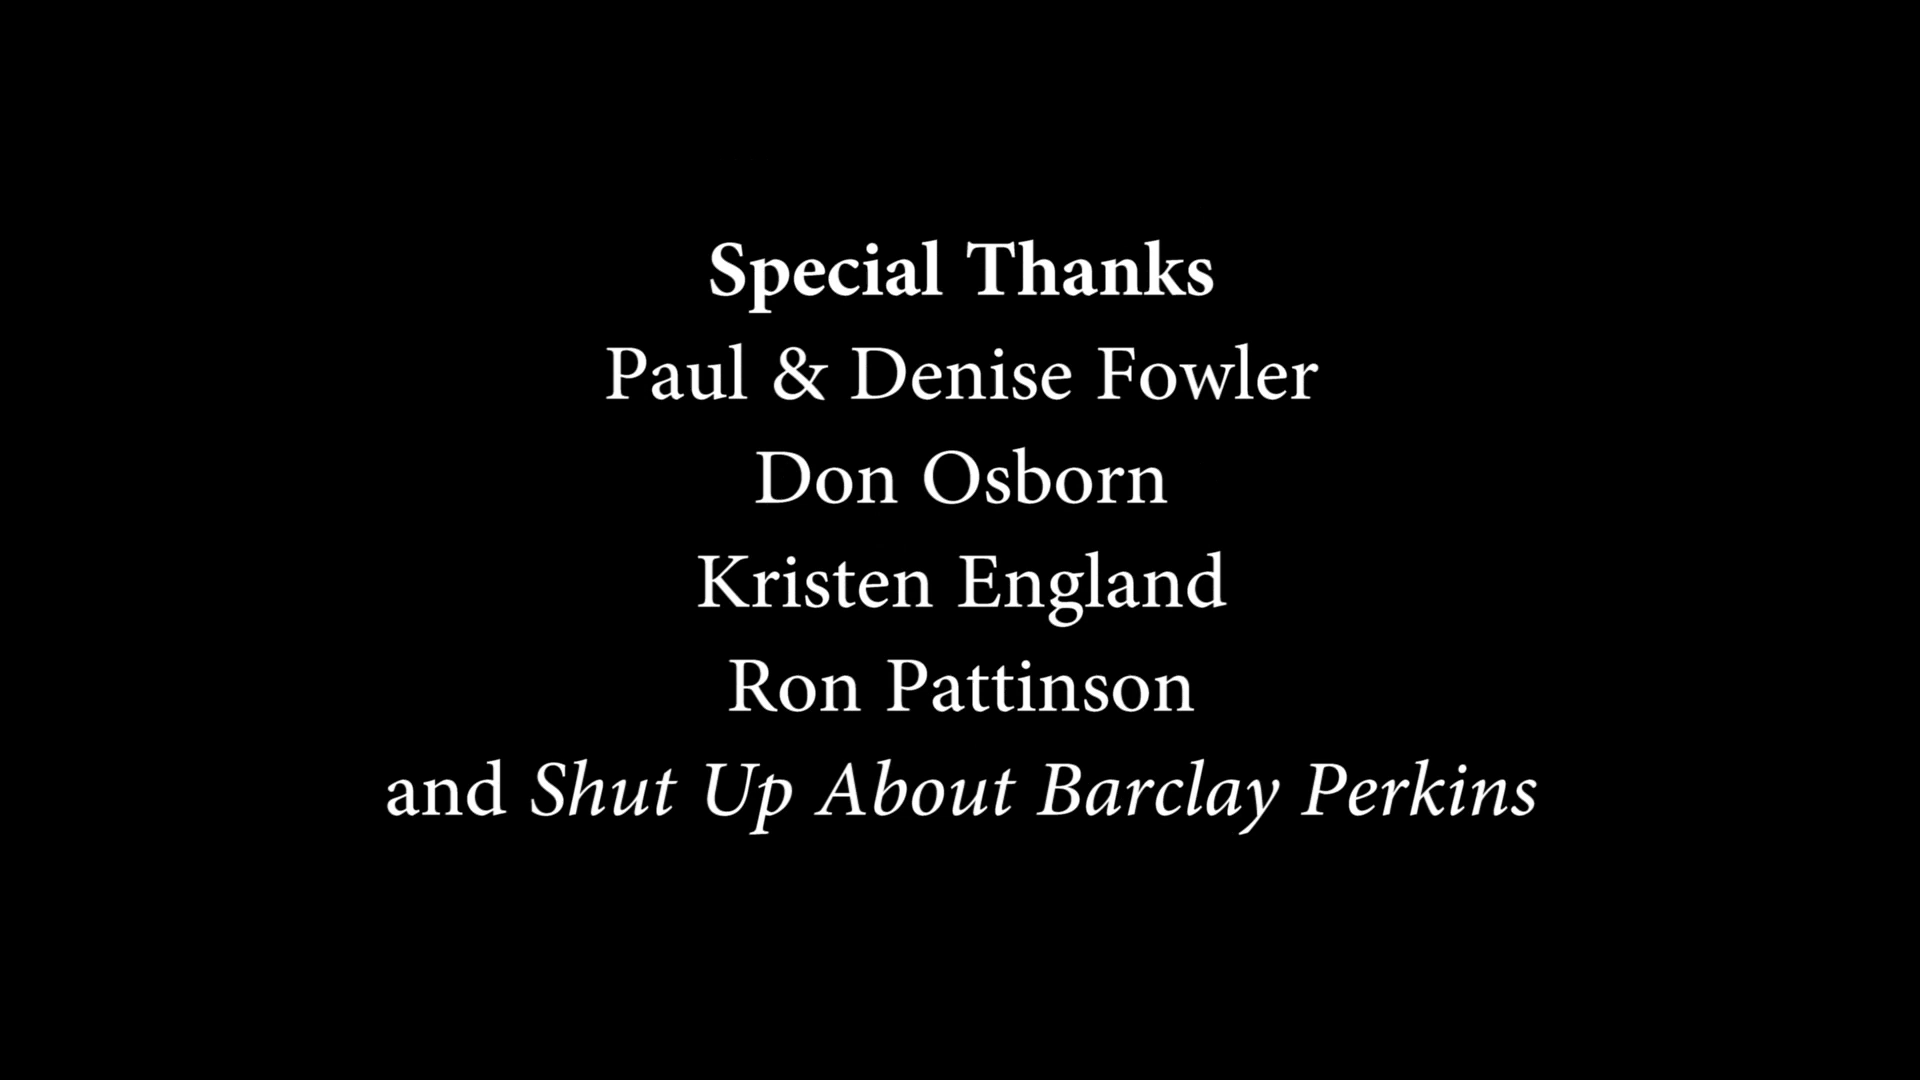 Special Thanks
Paul & Denise Fowler
Don Osborn
Kristen England
Ron Pattinson
and Shut Up About Barclay Perkins